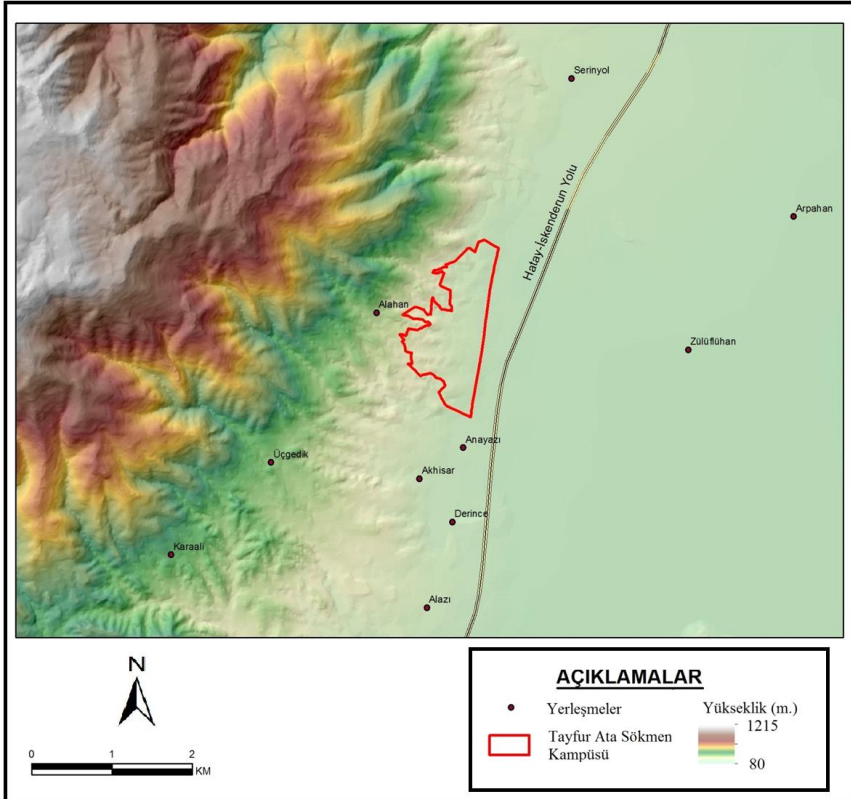 Serinyol
Arpahan
Hatay-İskenderun Yolu
Alahan
Zülüflühan
Anayazı
Üçgedik
Akhisar
Derince
Karaali
Alazı
N
0 1 2
KM
AÇIKLAMALAR
Yerleşmeler
Tayfur Ata Sökmen
Kampüsü
Yükseklik (m.)
1215
80